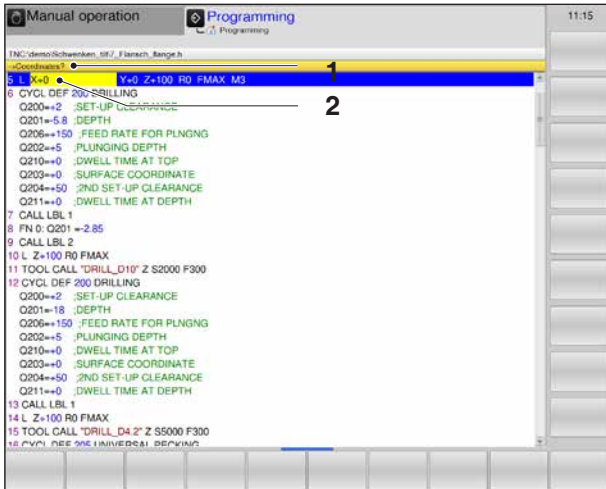 Manual operation
Programming
11:15
Programming
TNC:\demo\Schwenken_tilt\7_Flansch_flange.h
→Coordinates?
1
5 L X+0 Y+0 Z+100 R0 FMAX M3
2
6 CYCL DEF 200 DRILLING
Q200=+2 ;SET-UP CLEARANCE
Q201=-5.8 ;DEPTH
Q206=+150 ;FEED RATE FOR PLNGNG
Q202=+5 ;PLUNGING DEPTH
Q210=+0 ;DWELL TIME AT TOP
Q203=+0 ;SURFACE COORDINATE
Q204=+50 ;2ND SET-UP CLEARANCE
Q211=+0 ;DWELL TIME AT DEPTH
7 CALL LBL 1
8 FN 0: Q201 =-2.85
9 CALL LBL 2
10 L Z+100 R0 FMAX
11 TOOL CALL "DRILL_D10" Z S2000 F300
12 CYCL DEF 200 DRILLING
Q200=+2 ;SET-UP CLEARANCE
Q201=-18 ;DEPTH
Q206=+150 ;FEED RATE FOR PLNGNG
Q202=+5 ;PLUNGING DEPTH
Q210=+0 ;DWELL TIME AT TOP
Q203=+0 ;SURFACE COORDINATE
Q204=+50 ;2ND SET-UP CLEARANCE
Q211=+0 ;DWELL TIME AT DEPTH
13 CALL LBL 1
14 L Z+100 R0 FMAX
15 TOOL CALL "DRILL_D4.2" Z S5000 F300
16 CYCL DEF 205 UNIVERSAL PECKING